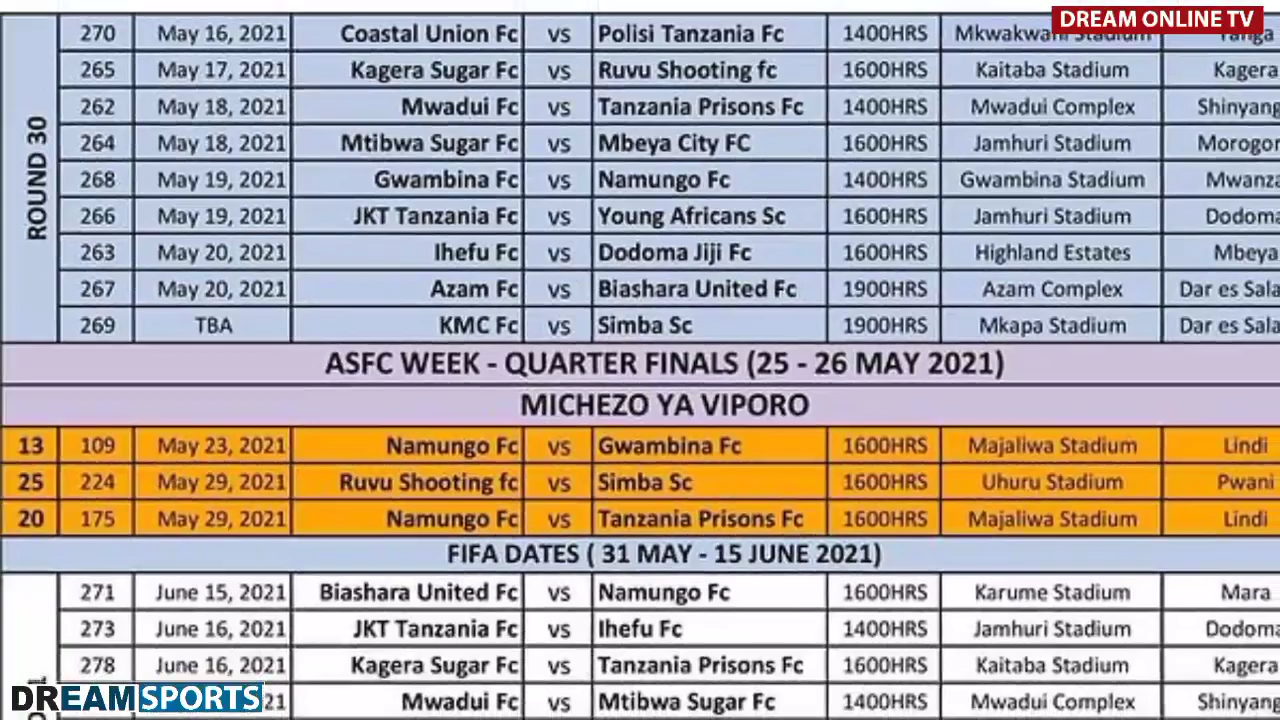 DREAM ONLINE TV
ROUND 30
270 May 16, 2021 Coastal Union Fc vs Polisi Tanzania Fc 1400HRS Mkwakwani Stadium
265 May 17, 2021 Kagera Sugar Fc vs Ruvu Shooting fc 1600HRS Kaitaba Stadium Kagera
262 May 18, 2021 Mwadui Fc vs Tanzania Prisons Fc 1400HRS Mwadui Complex Shinyang
264 May 18, 2021 Mtibwa Sugar Fc vs Mbeya City FC 1600HRS Jamhuri Stadium Morogor
268 May 19, 2021 Gwambina Fc vs Namungo Fc 1400HRS Gwambina Stadium Mwanza
266 May 19, 2021 JKT Tanzania Fc vs Young Africans Sc 1600HRS Jamhuri Stadium Dodoma
263 May 20, 2021 Ihefu Fc vs Dodoma Jiji Fc 1600HRS Highland Estates Mbeya
267 May 20, 2021 Azam Fc vs Biashara United Fc 1900HRS Azam Complex Dar es Sala
269 TBA KMC Fc vs Simba Sc 1900HRS Mkapa Stadium Dar es Sala
ASFC WEEK - QUARTER FINALS (25 - 26 MAY 2021)
MICHEZO YA VIPORO
13 109 May 23, 2021 Namungo Fc vs Gwambina Fc 1600HRS Majaliwa Stadium Lindi
25 224 May 29, 2021 Ruvu Shooting fc vs Simba Sc 1600HRS Uhuru Stadium Pwani
20 175 May 29, 2021 Namungo Fc vs Tanzania Prisons Fc 1600HRS Majaliwa Stadium Lindi
FIFA DATES ( 31 MAY - 15 JUNE 2021)
271 June 15, 2021 Biashara United Fc vs Namungo Fc 1600HRS Karume Stadium Mara
273 June 16, 2021 JKT Tanzania Fc vs Ihefu Fc 1400HRS Jamhuri Stadium Dodoma
278 June 16, 2021 Kagera Sugar Fc vs Tanzania Prisons Fc 1600HRS Kaitaba Stadium Kagera
21 Mwadui Fc vs Mtibwa Sugar Fc 1400HRS Mwadui Complex Shinyang
DREAMSPORTS